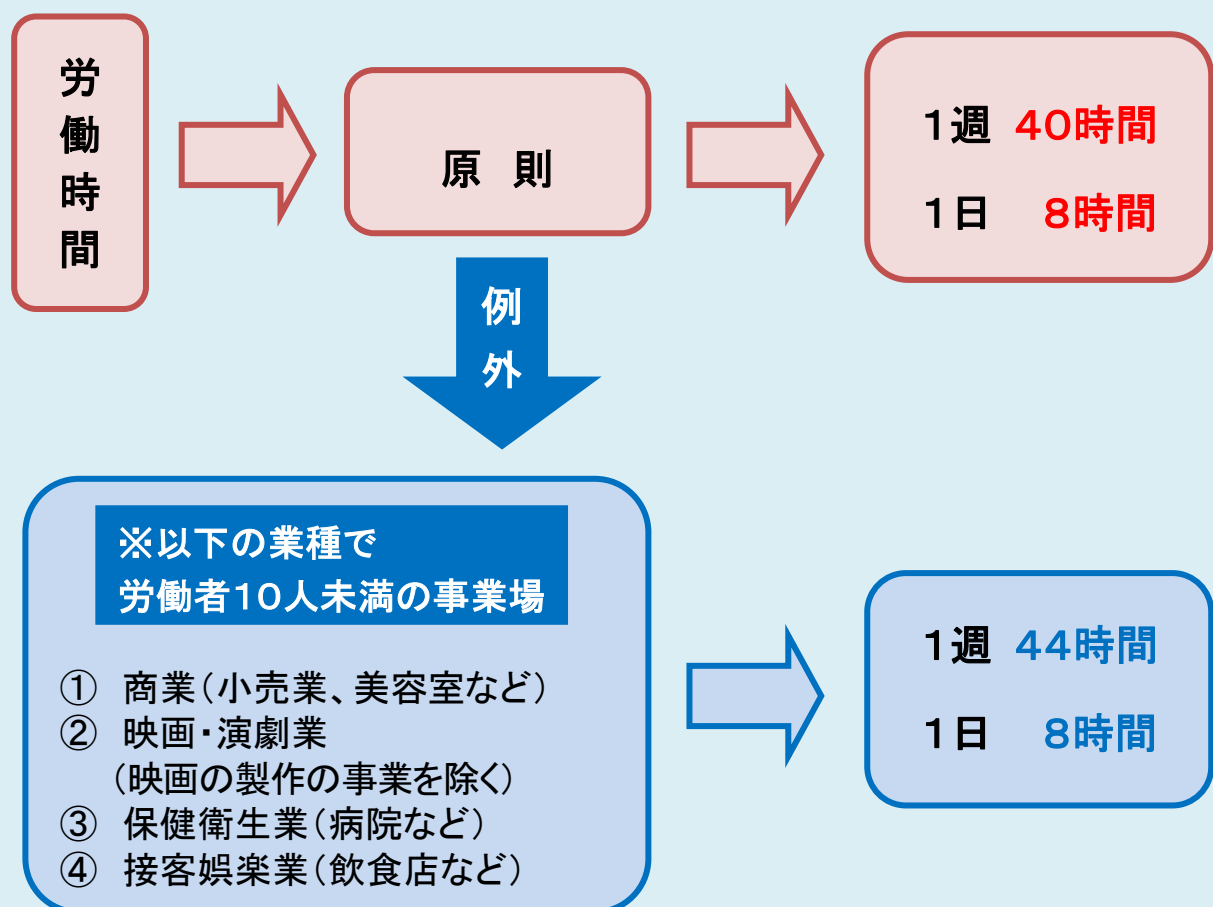 労働時間
原 則
1週 40時間
1日 8時間
例外
※以下の業種で
労働者10人未満の事業場
① 商業(小売業、美容室など)
② 映画・演劇業
(映画の製作の事業を除く)
③ 保健衛生業(病院など)
④ 接客娯楽業(飲食店など)
1週 44時間
1日 8時間